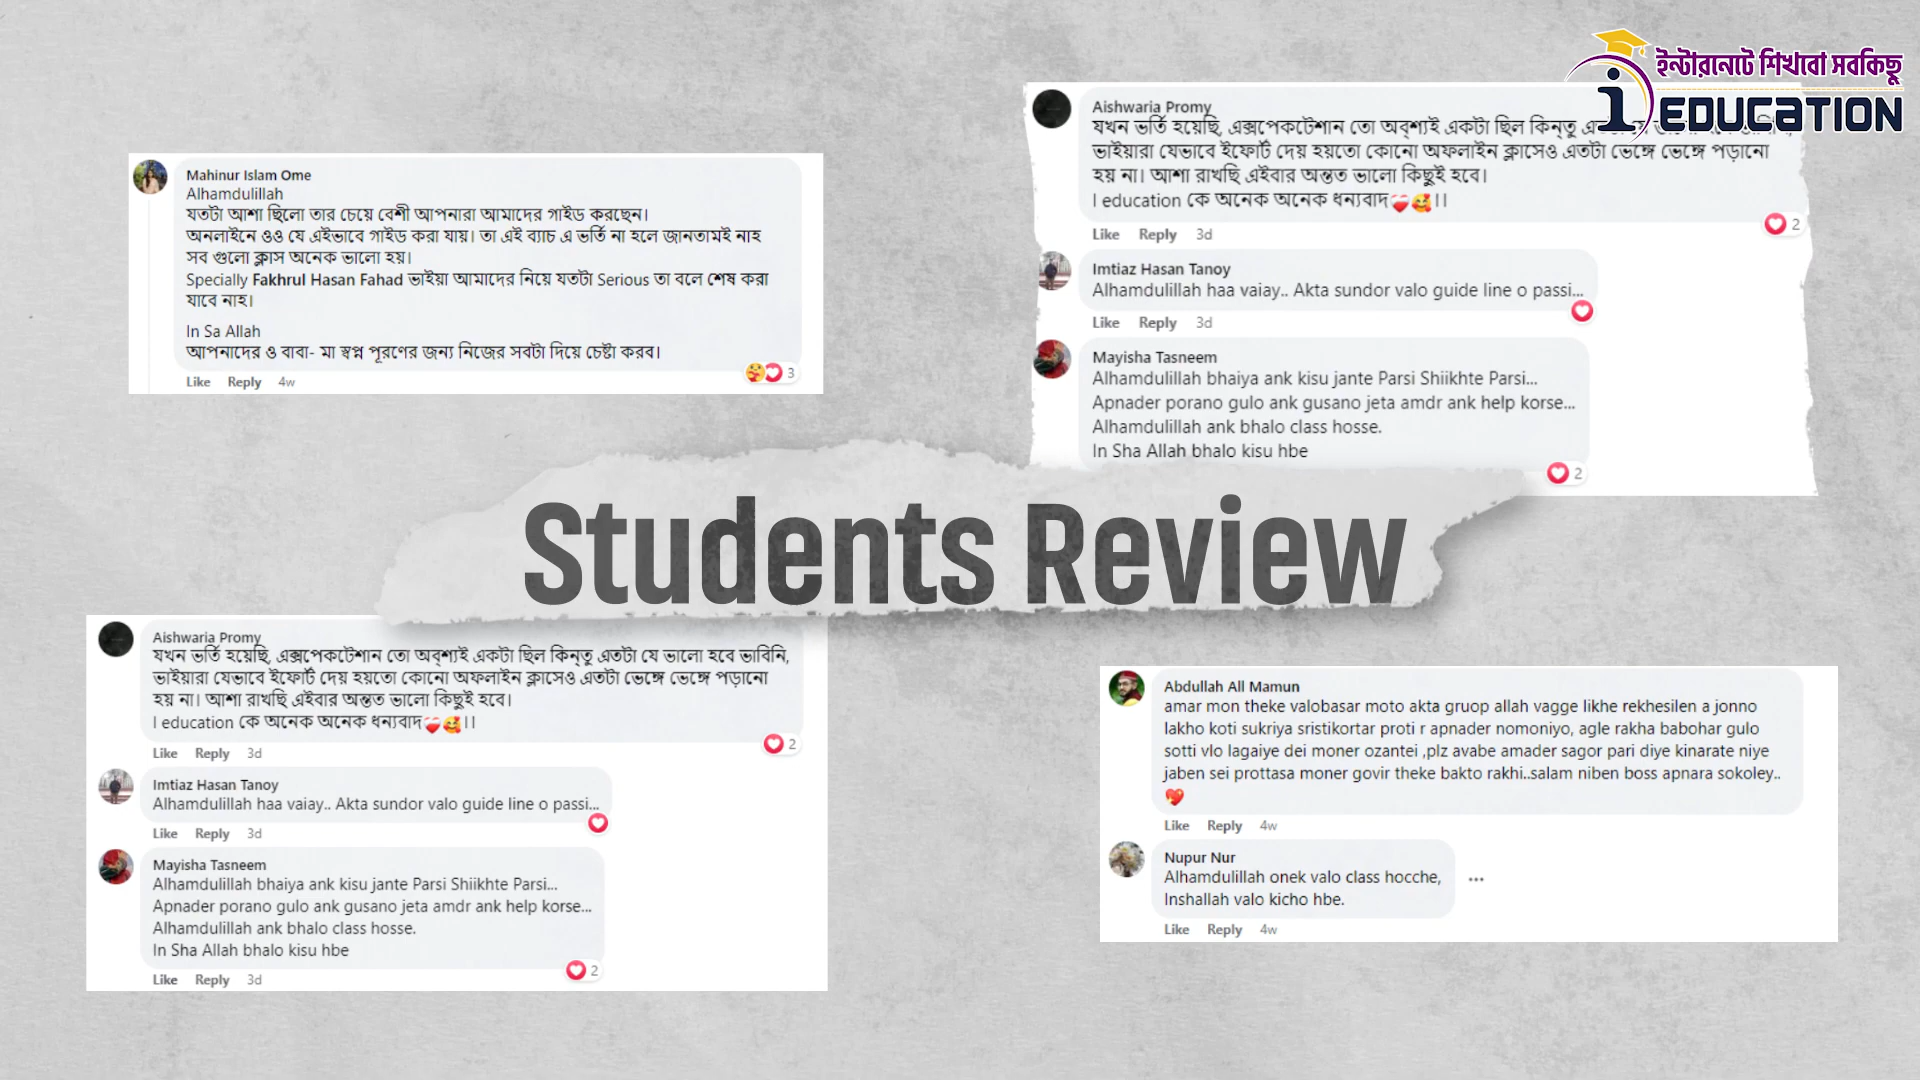 ইন্টারনেটে শিখবো সবকিছু
i EDUCATION
Mahinur Islam Ome
Alhamdulillah
যতটা আশা ছিলো তার চেয়ে বেশী আপনারা আমাদের গাইড করছেন।
অনলাইনে ওও যে এইভাবে গাইড করা যায়। তা এই ব্যাচ এ ভর্তি না হলে জানতামই নাহ
সব গুলো ক্লাস অনেক ভালো হয়।
Specially Fakhrul Hasan Fahad ভাইয়া আমাদের নিয়ে যতটা Serious তা বলে শেষ করা
যাবে নাহ।
In Sa Allah
আপনাদের ও বাবা- মা স্বপ্ন পূরণের জন্য নিজের সবটা দিয়ে চেষ্টা করব।
3
Like Reply 4w
Aishwaria Promy
যখন ভর্তি হয়েছি, এক্সপেকটেশান তো অব্শ্যই একটা ছিল কিন্তু
ভাইয়ারা যেভাবে ইফোর্ট দেয় হয়তো কোনো অফলাইন ক্লাসেও এতটা ভেঙ্গে ভেঙ্গে পড়ানো
হয় না। আশা রাখছি এইবার অন্তত ভালো কিছুই হবে।
I education কে অনেক অনেক ধন্যবাদ❤️‍🩹🥰।।
2
Like Reply 3d
Imtiaz Hasan Tanoy
Alhamdulillah haa vaiay.. Akta sundor valo guide line o passi...
Like Reply 3d
Mayisha Tasneem
Alhamdulillah bhaiya ank kisu jante Parsi Shiikhte Parsi...
Apnader porano gulo ank gusano jeta amdr ank help korse...
Alhamdulillah ank bhalo class hosse.
In Sha Allah bhalo kisu hbe
2
Students Review
Aishwaria Promy
যখন ভর্তি হয়েছি, এক্সপেকটেশান তো অব্শ্যই একটা ছিল কিন্তু এতটা যে ভালো হবে ভাবিনি,
ভাইয়ারা যেভাবে ইফোর্ট দেয় হয়তো কোনো অফলাইন ক্লাসেও এতটা ভেঙ্গে ভেঙ্গে পড়ানো
হয় না। আশা রাখছি এইবার অন্তত ভালো কিছুই হবে।
I education কে অনেক অনেক ধন্যবাদ❤️‍🩹🥰।।
2
Like Reply 3d
Imtiaz Hasan Tanoy
Alhamdulillah haa vaiay.. Akta sundor valo guide line o passi...
Like Reply 3d
Mayisha Tasneem
Alhamdulillah bhaiya ank kisu jante Parsi Shiikhte Parsi...
Apnader porano gulo ank gusano jeta amdr ank help korse...
Alhamdulillah ank bhalo class hosse.
In Sha Allah bhalo kisu hbe
2
Like Reply 3d
Abdullah All Mamun
amar mon theke valobasar moto akta gruop allah vagge likhe rekhesilen a jonno
lakho koti sukriya sristikortar proti r apnader nomoniyo, agle rakha babohar gulo
sotti vlo lagaiye dei moner ozantei ,plz avabe amader sagor pari diye kinarate niye
jaben sei prottasa moner govir theke bakto rakhi..salam niben boss apnara sokoley..
💖
Like Reply 4w
Nupur Nur
Alhamdulillah onek valo class hocche,
Inshallah valo kicho hbe.
Like Reply 4w